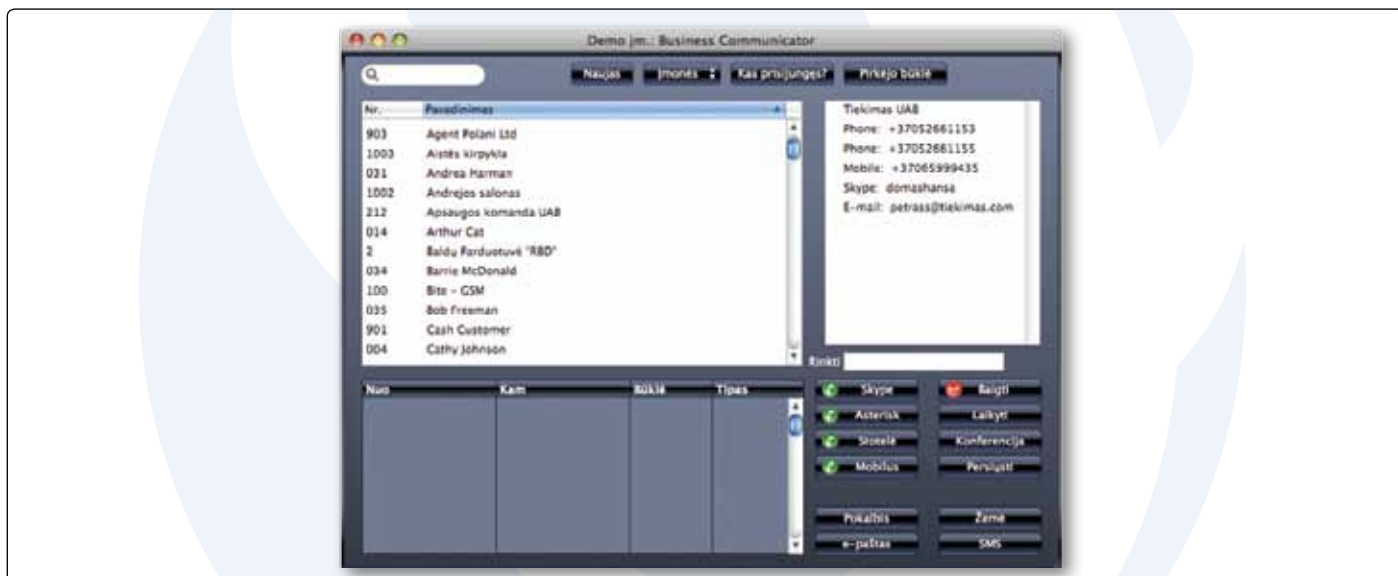 Demo įm.: Business Communicator
Naujas Įmonės Kas prisijungęs? Pirkėjo būklė
Nr. Pavadinimas
903 Agent Polani Ltd
1003 Aistės kirpykla
031 Andrea Harman
1002 Andrejos salonas
212 Apsaugos komanda UAB
014 Arthur Cat
2 Baldų Parduotuvė "RBD"
034 Barrie McDonald
100 Bite - GSM
035 Bob Freeman
901 Cash Customer
004 Cathy Johnson
Tiekimas UAB
Phone: +37052661153
Phone: +37052661155
Mobile: +37065999435
Skype: domashansa
E-mail: petrass@tiekimas.com
Rinkti
Nuo Kam Būklė Tipas
Skype Baigti
Asterisk Laikyti
Stotelė Konferencija
Mobilus Persiųsti
Pokalbis Žemė
e-paštas SMS